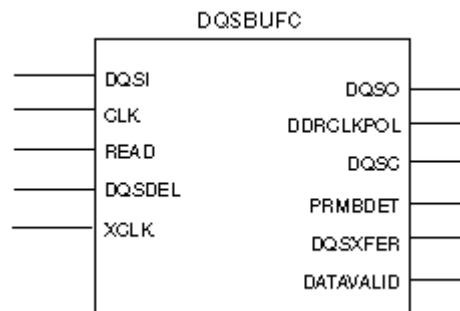 DQSBUFC
DQSI
CLK
READ
DQSDEL
XCLK
DQSO
DDRCLKPOL
DQSC
PRMBDET
DQSXFER
DATAVALID